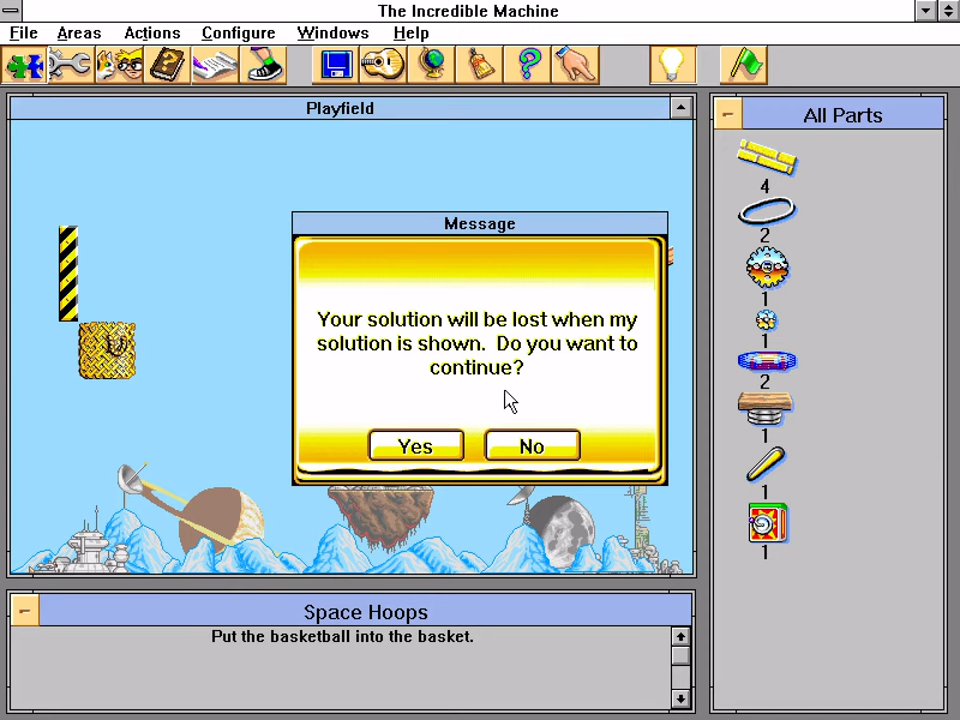 The Incredible Machine
File Areas Actions Configure Windows Help
Playfield
All Parts
4
2
1
1
2
1
1
1
Message
Your solution will be lost when my
solution is shown. Do you want to
continue?
Yes No
Space Hoops
Put the basketball into the basket.